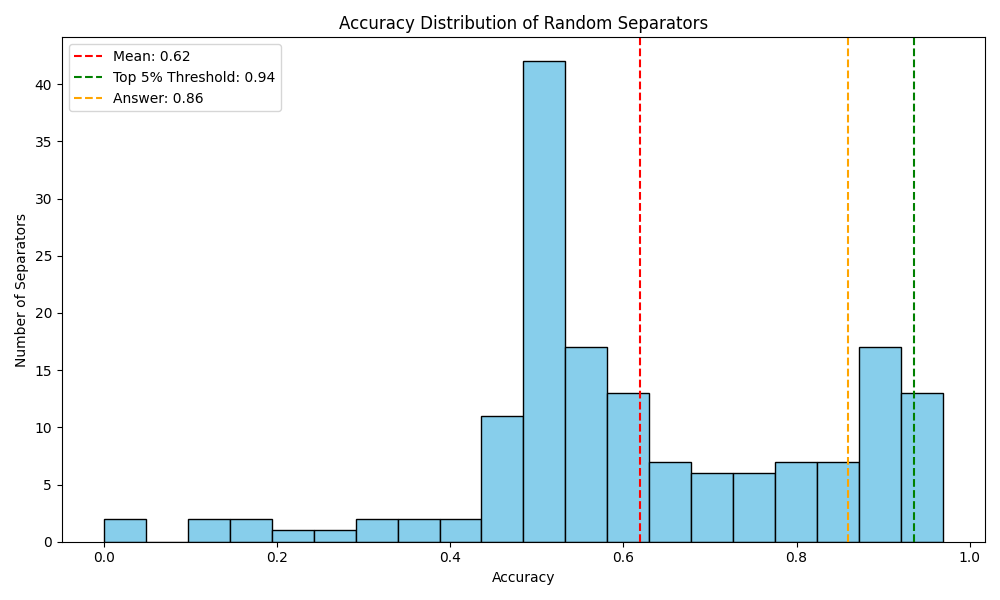 Accuracy Distribution of Random Separators
Mean: 0.62
Top 5% Threshold: 0.94
Answer: 0.86
Number of Separators
40
35
30
25
20
15
10
5
0
0.0 0.2 0.4 0.6 0.8 1.0
Accuracy